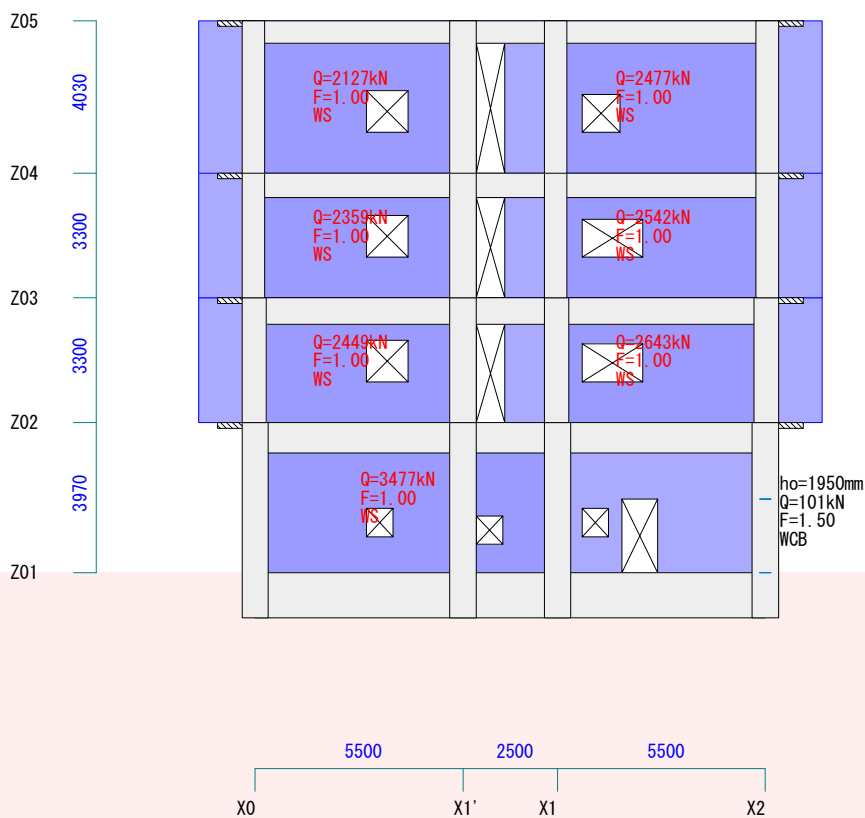 Z05
4030
Q=2127kN
F=1.00
WS
Q=2477kN
F=1.00
WS
Z04
3300
Q=2359kN
F=1.00
WS
Q=2542kN
F=1.00
WS
Z03
3300
Q=2449kN
F=1.00
WS
Q=2643kN
F=1.00
WS
Z02
3970
Q=3477kN
F=1.00
WS
ho=1950mm
Q=101kN
F=1.50
WCB
Z01
5500
2500
5500
X0
X1'
X1
X2